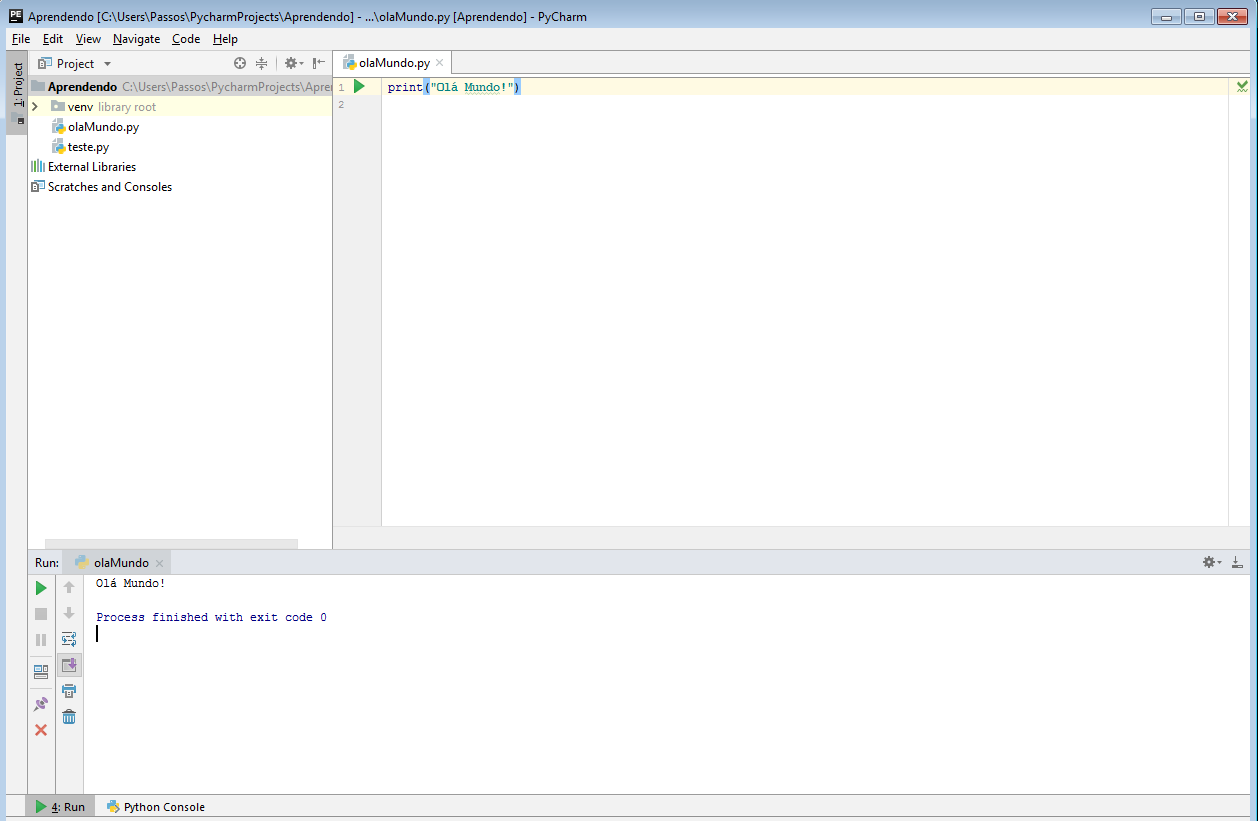 PE Aprendendo [C:\Users\Passos\PycharmProjects\Aprendendo] - ...\olaMundo.py [Aprendendo] - PyCharm
File Edit View Navigate Code Help
1: Project
Project
olaMundo.py
Aprendendo C:\Users\Passos\PycharmProjects\Apre
venv library root
olaMundo.py
teste.py
External Libraries
Scratches and Consoles
1 print("Olá Mundo!")
2
Run: olaMundo
Olá Mundo!
Process finished with exit code 0
4: Run Python Console